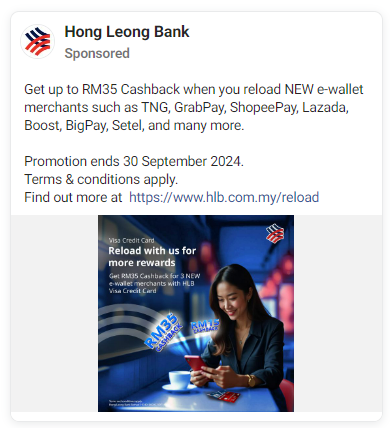 Hong Leong Bank
Sponsored
Get up to RM35 Cashback when you reload NEW e-wallet
merchants such as TNG, GrabPay, ShopeePay, Lazada,
Boost, BigPay, Setel, and many more.
Promotion ends 30 September 2024.
Terms & conditions apply.
Find out more at https://www.hlb.com.my/reload
Visa Credit Card
Reload with us for
more rewards
Get RM35 Cashback for 3 NEW
e-wallet merchants with HLB
Visa Credit Card
RM35
CASHBACK
RM15
CASHBACK